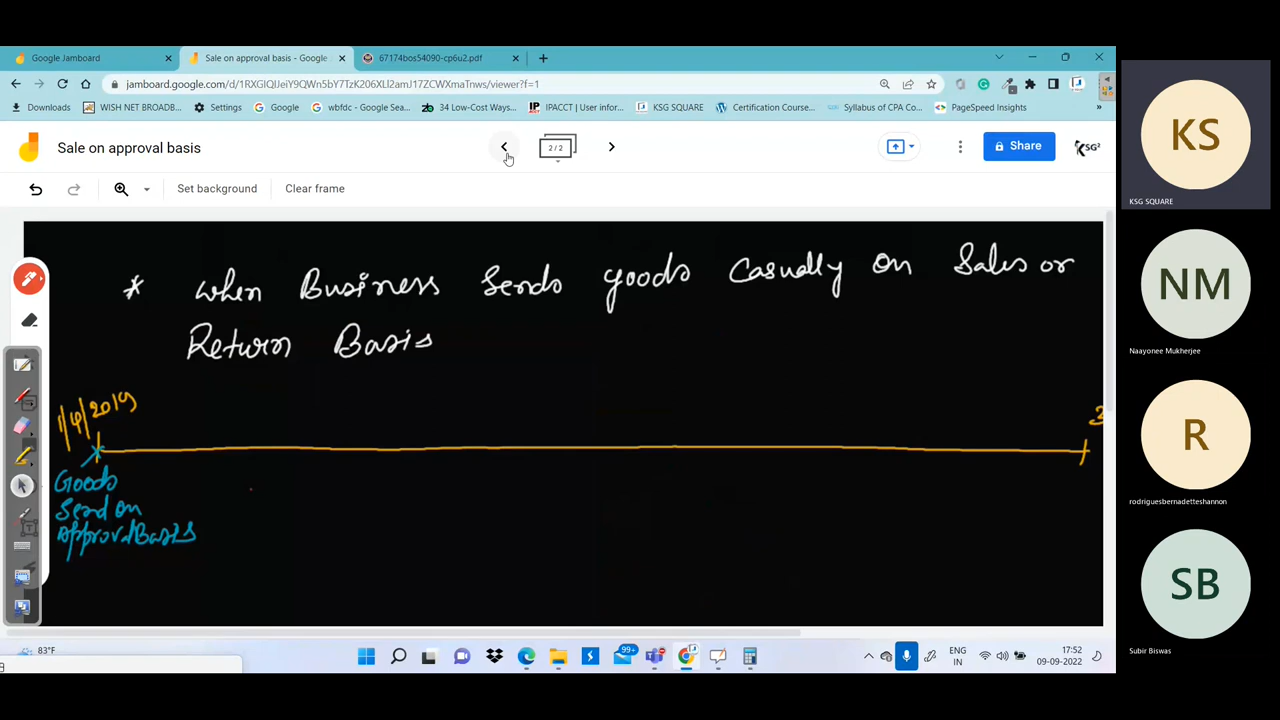 Google Jamboard
Sale on approval basis - Google
67174bos54090-cp6u2.pdf
jamboard.google.com/d/1RXGlQIJeiY9QWn5bY7TzK206XLl2amJ17ZCWXmaTnws/viewer?f=1
Downloads
WISH NET BROADB...
Settings
Google
wbfdc - Google Sea...
34 Low-Cost Ways...
IPACCT | User infor...
KSG SQUARE
Certification Course...
Syllabus of CPA Co...
PageSpeed Insights
»
Sale on approval basis
2 / 2
Share
KSG²
Set background
Clear frame
* when Business Sends goods Casually on Sales or
Return Basis
1/4/2019
3
Goods
Send on
Approval Basis
83°F
99+
ENG
IN
17:52
09-09-2022
KS
KSG SQUARE
NM
Naayonee Mukherjee
R
rodriguesbernadetteshannon
SB
Subir Biswas